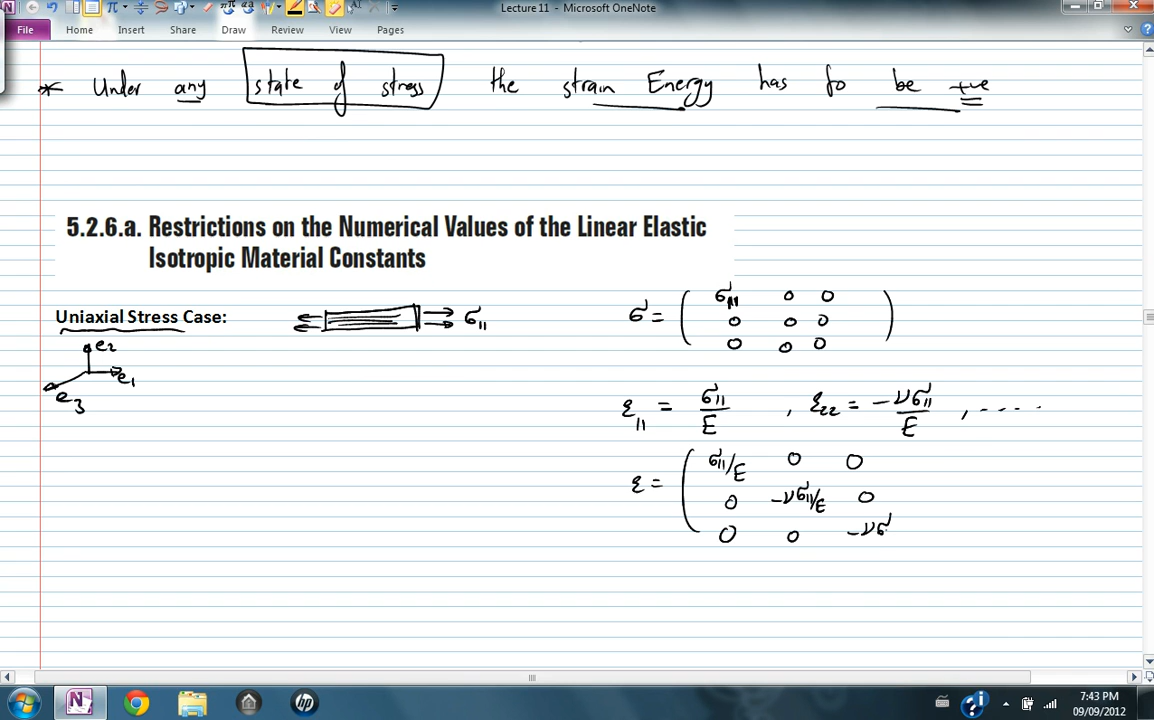 Lecture 11 - Microsoft OneNote
File Home Insert Share Draw Review View Pages
* Under any state of stress the strain Energy has to be +ve
5.2.6.a. Restrictions on the Numerical Values of the Linear Elastic
Isotropic Material Constants
Uniaxial Stress Case:
σ11
e2
e1
e3
σ = ( σ11 0 0
0 0 0
0 0 0 )
ε11 = σ11/E , ε22 = -νσ11/E , ......
ε = ( σ11/E 0 0
0 -νσ11/E 0
0 0 -νσ
7:43 PM
09/09/2012